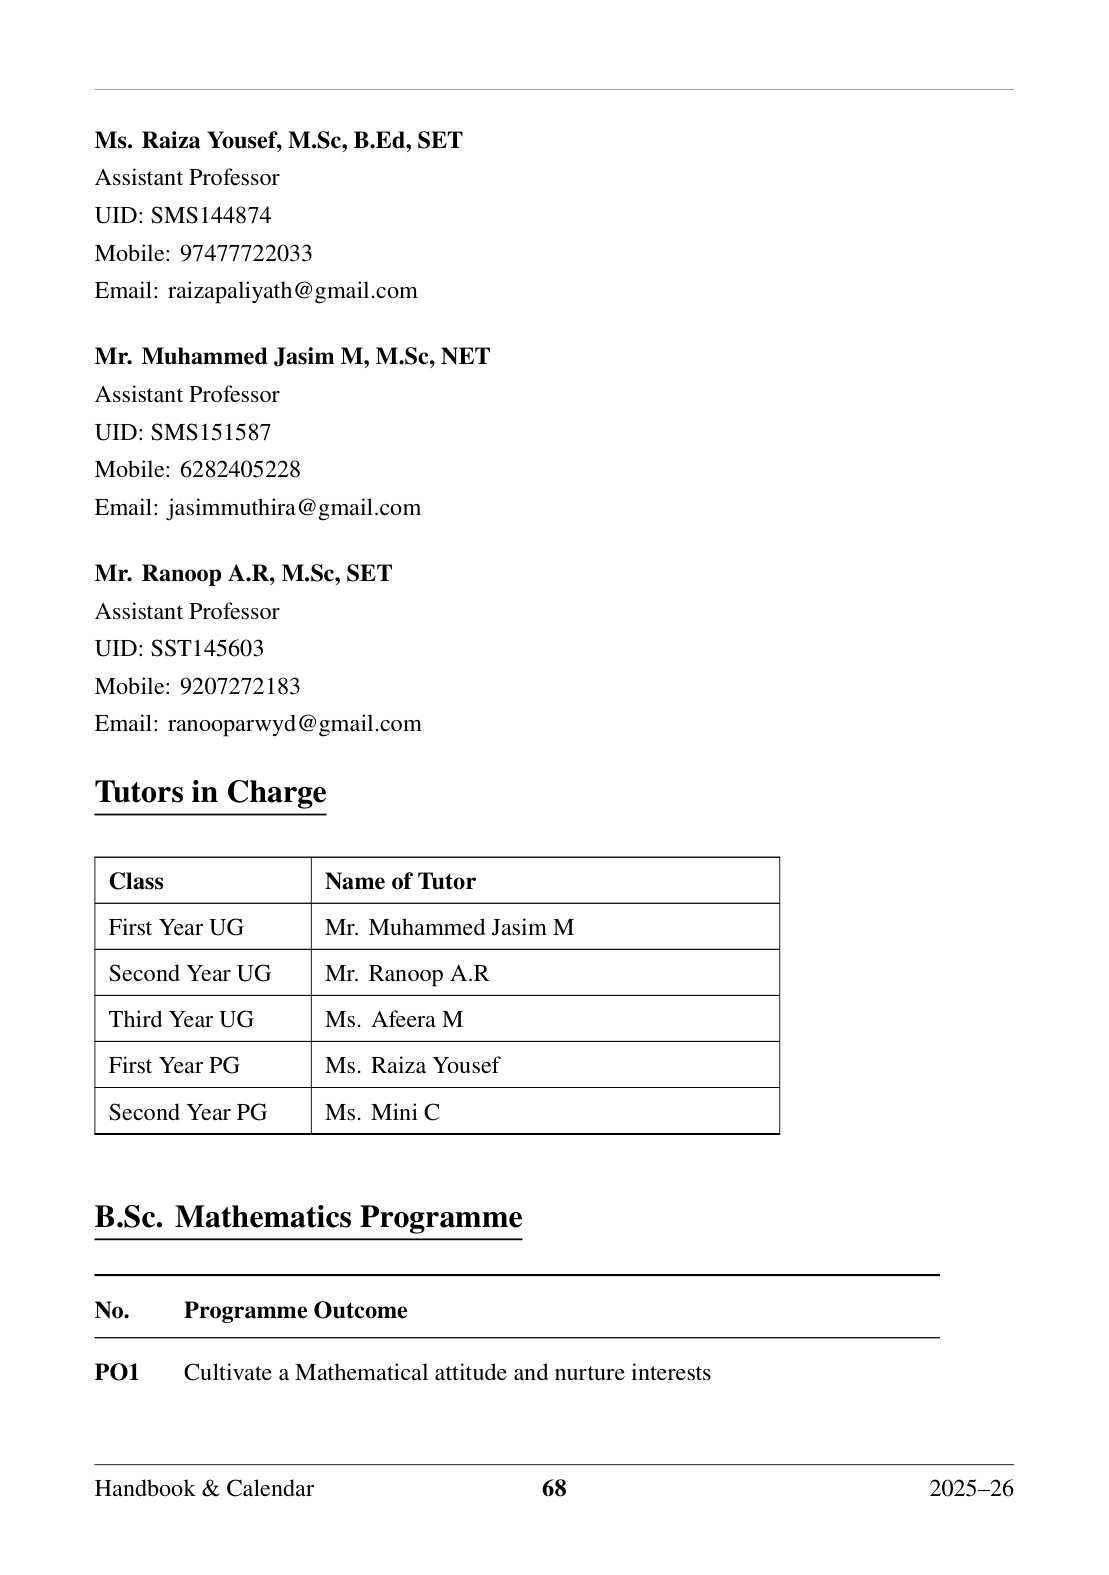 Ms. Raiza Yousef, M.Sc, B.Ed, SET
Assistant Professor
UID: SMS144874
Mobile: 97477722033
Email: raizapaliyath@gmail.com
Mr. Muhammed Jasim M, M.Sc, NET
Assistant Professor
UID: SMS151587
Mobile: 6282405228
Email: jasimmuthira@gmail.com
Mr. Ranoop A.R, M.Sc, SET
Assistant Professor
UID: SST145603
Mobile: 9207272183
Email: ranooparwyd@gmail.com
Tutors in Charge
Class Name of Tutor
First Year UG Mr. Muhammed Jasim M
Second Year UG Mr. Ranoop A.R
Third Year UG Ms. Afeera M
First Year PG Ms. Raiza Yousef
Second Year PG Ms. Mini C
B.Sc. Mathematics Programme
No. Programme Outcome
PO1 Cultivate a Mathematical attitude and nurture interests
Handbook & Calendar 68 2025–26